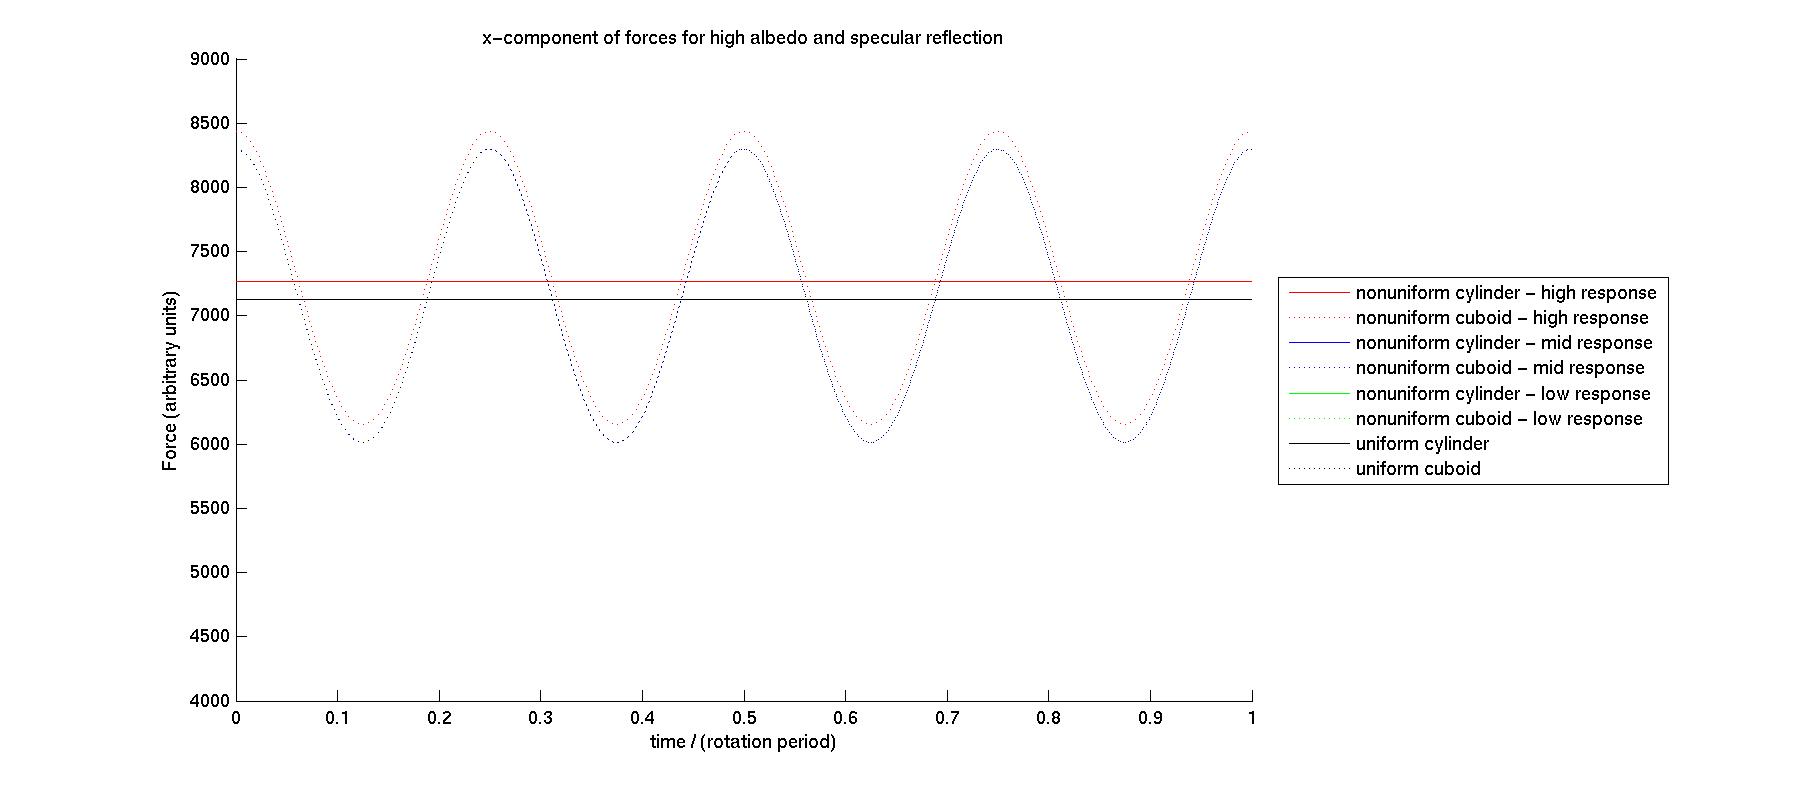 x-component of forces for high albedo and specular reflection
9000
8500
8000
7500
7000
6500
6000
5500
5000
4500
4000
Force (arbitrary units)
0 0.1 0.2 0.3 0.4 0.5 0.6 0.7 0.8 0.9 1
time / (rotation period)
nonuniform cylinder - high response
nonuniform cuboid - high response
nonuniform cylinder - mid response
nonuniform cuboid - mid response
nonuniform cylinder - low response
nonuniform cuboid - low response
uniform cylinder
uniform cuboid